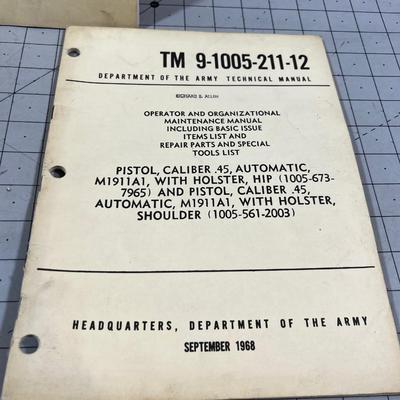 TM 9-1005-211-12
DEPARTMENT OF THE ARMY TECHNICAL MANUAL
RICHARD S. ALLEN
OPERATOR AND ORGANIZATIONAL
MAINTENANCE MANUAL
INCLUDING BASIC ISSUE
ITEMS LIST AND
REPAIR PARTS AND SPECIAL
TOOLS LIST
PISTOL, CALIBER .45, AUTOMATIC,
M1911A1, WITH HOLSTER, HIP (1005-673-
7965) AND PISTOL, CALIBER .45,
AUTOMATIC, M1911A1, WITH HOLSTER,
SHOULDER (1005-561-2003)
HEADQUARTERS, DEPARTMENT OF THE ARMY
SEPTEMBER 1968